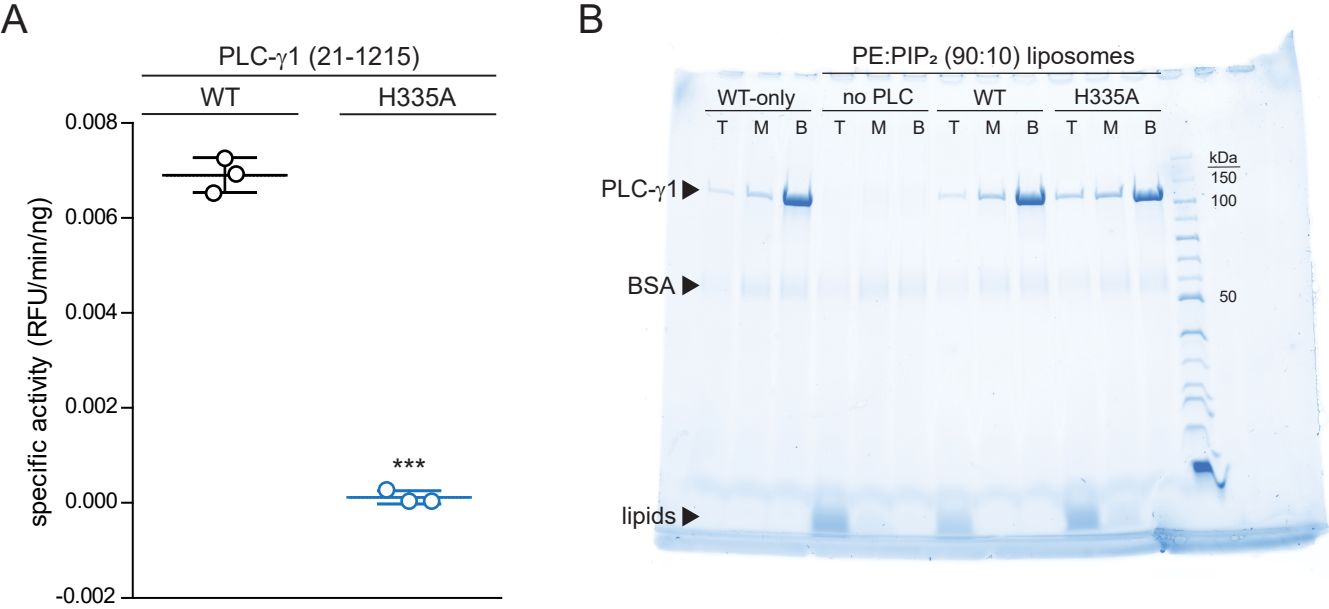 A
PLC-γ1 (21-1215)
WT H335A
specific activity (RFU/min/ng)
0.008
0.006
0.004
0.002
0.000
-0.002
***
B
PE:PIP₂ (90:10) liposomes
WT-only no PLC WT H335A
T M B T M B T M B T M B
kDa
150
100
50
PLC-γ1
BSA
lipids